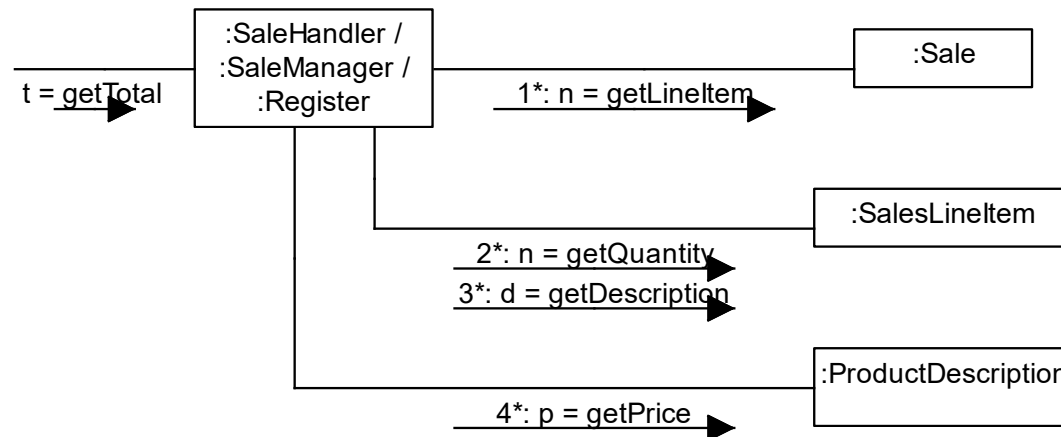 :SaleHandler /
:SaleManager /
:Register
:Sale
t = getTotal
1*: n = getLineItem
:SalesLineItem
2*: n = getQuantity
3*: d = getDescription
:ProductDescription
4*: p = getPrice